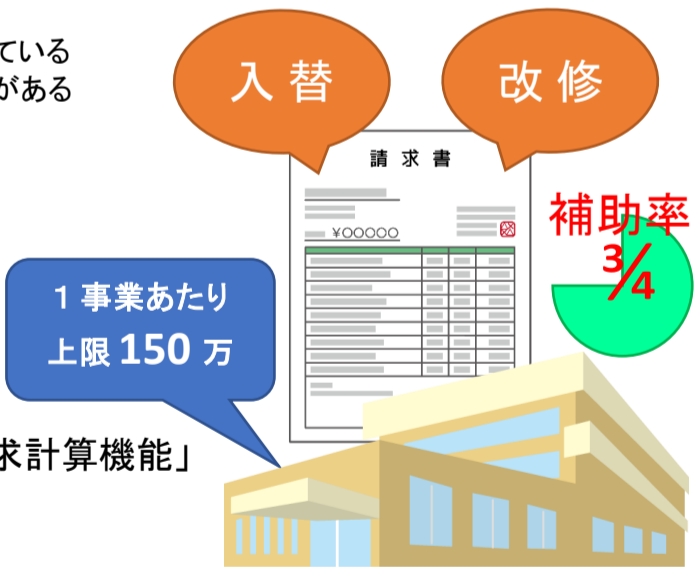 ている
がある
入替
改修
請求書
¥○○○○○
補助率
3/4
１事業あたり
上限150万
求計算機能」